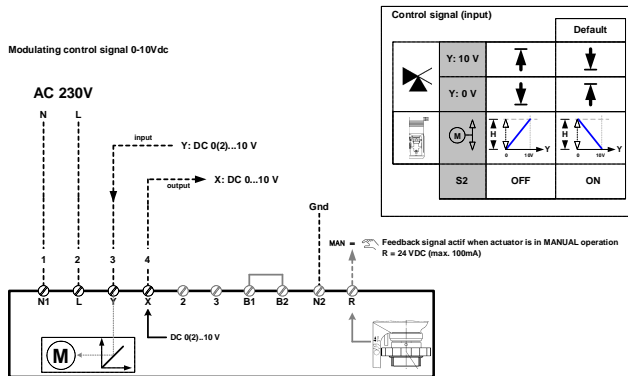 Control signal (input)
Default
Y: 10 V
Y: 0 V
M
H
Y
0
10V
H
Y
0
10V
S2
OFF
ON
Modulating control signal 0-10Vdc
AC 230V
N
L
input
Y: DC 0(2)...10 V
output
X: DC 0...10 V
Gnd
MAN =
Feedback signal actif when actuator is in MANUAL operation
R = 24 VDC (max. 100mA)
1
2
3
4
N1
L
Y
X
2
3
B1
B2
N2
R
DC 0(2)..10 V
M